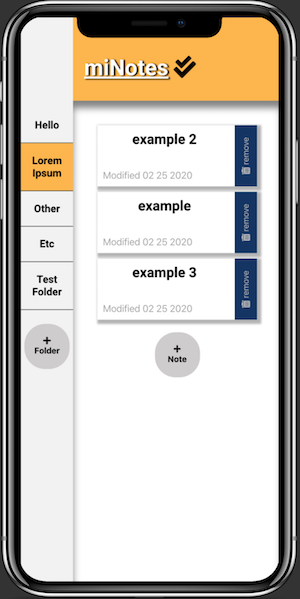 miNotes
Hello
Lorem
Ipsum
Other
Etc
Test
Folder
+
Folder
example 2
Modified 02 25 2020
remove
example
Modified 02 25 2020
remove
example 3
Modified 02 25 2020
remove
+
Note